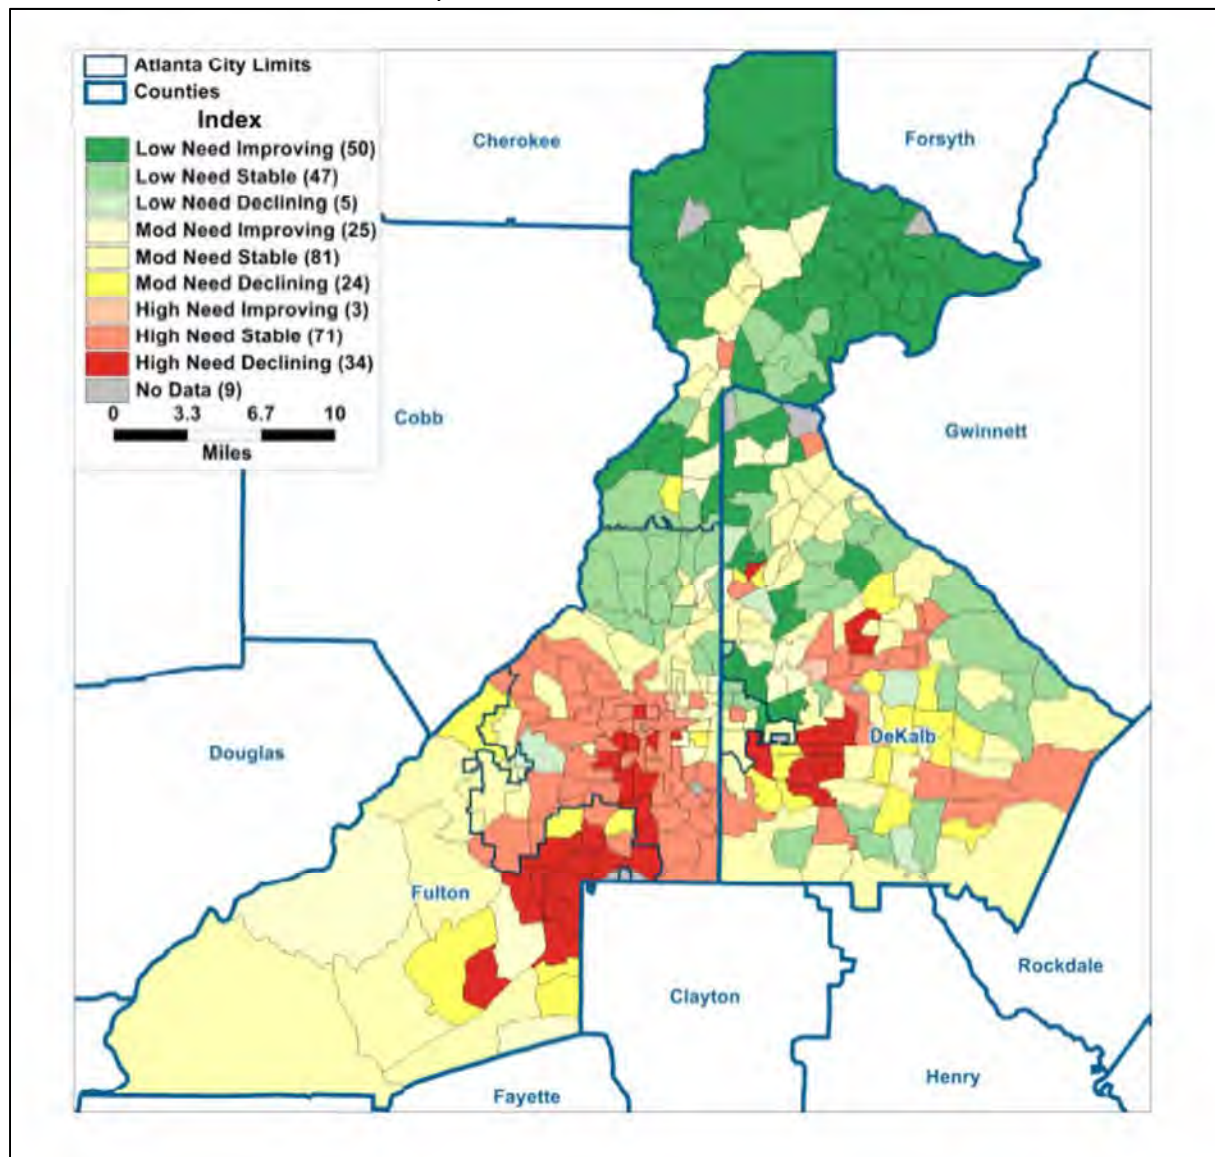 Atlanta City Limits
Counties
Index
Low Need Improving (50)
Low Need Stable (47)
Low Need Declining (5)
Mod Need Improving (25)
Mod Need Stable (81)
Mod Need Declining (24)
High Need Improving (3)
High Need Stable (71)
High Need Declining (34)
No Data (9)
0 3.3 6.7 10
Miles
Cherokee
Forsyth
Cobb
Gwinnett
Douglas
DeKalb
Fulton
Rockdale
Clayton
Henry
Fayette